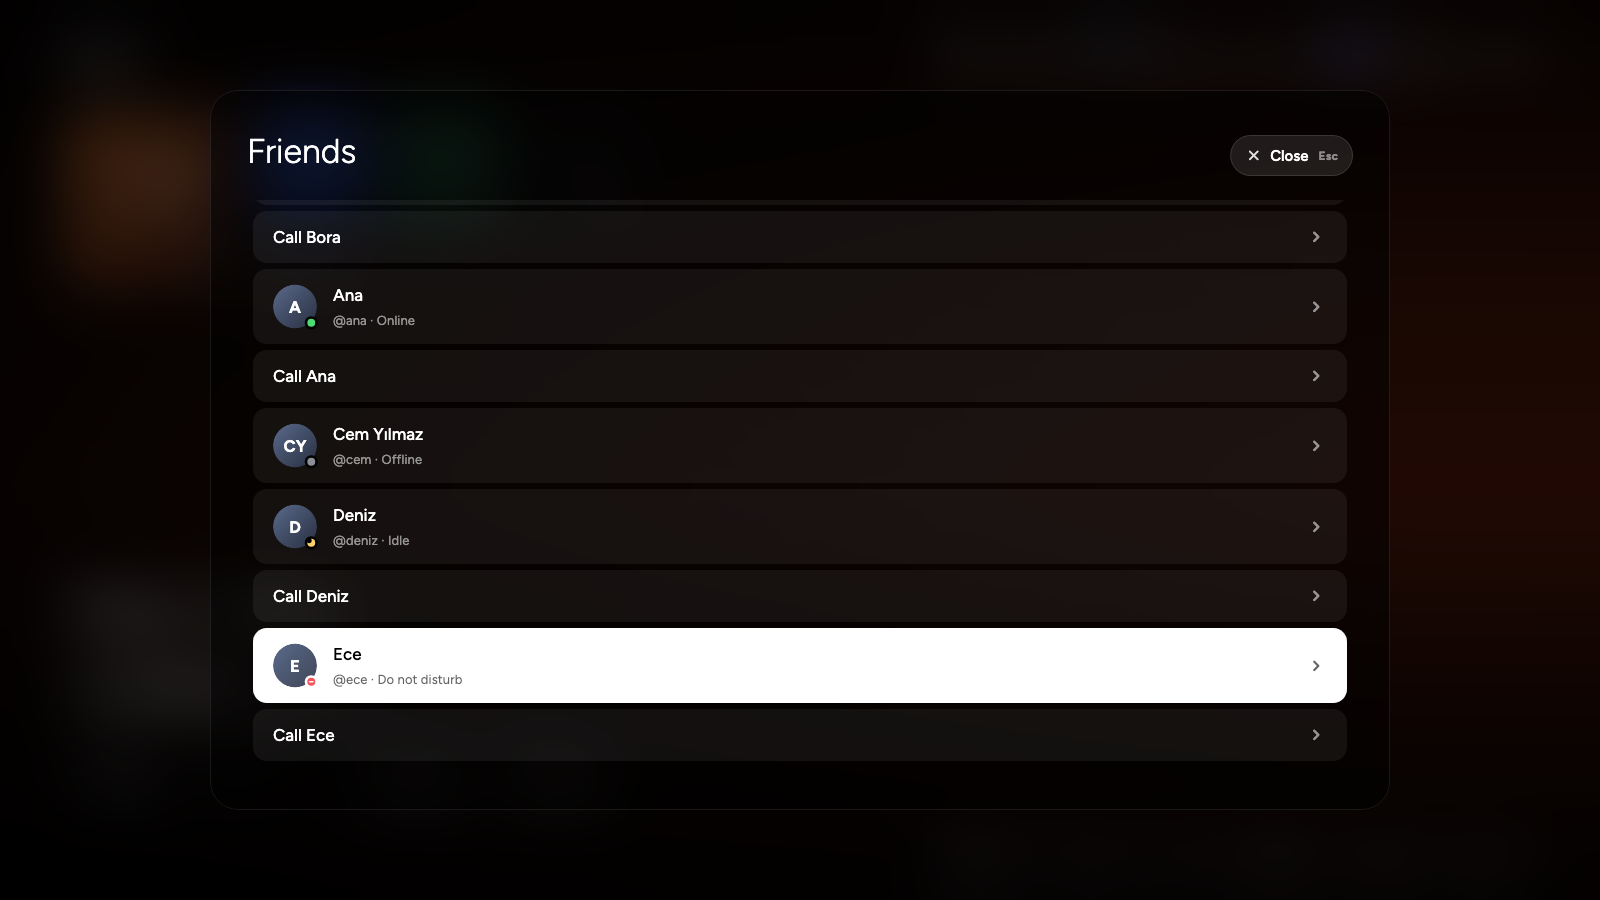 Friends
Close Esc
Call Bora
A
Ana
@ana · Online
Call Ana
CY
Cem Yılmaz
@cem · Offline
D
Deniz
@deniz · Idle
Call Deniz
E
Ece
@ece · Do not disturb
Call Ece